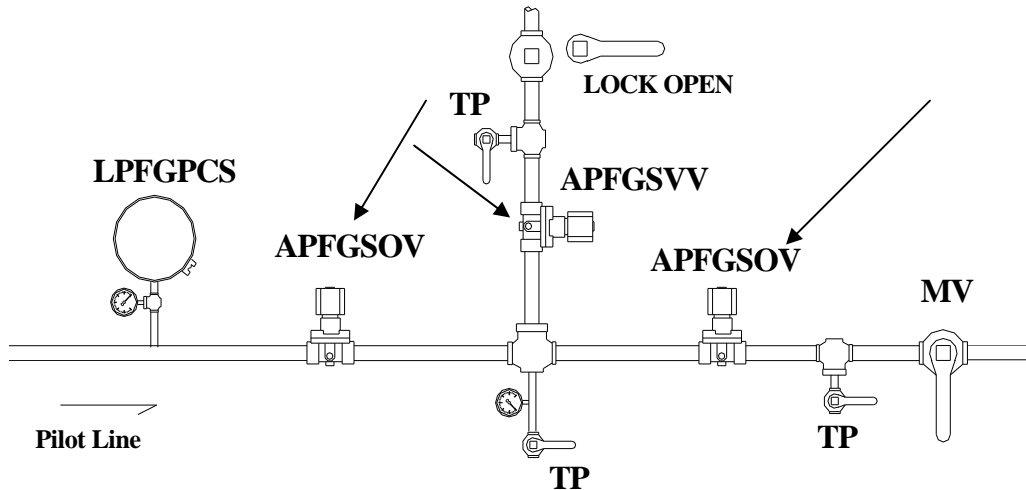 LOCK OPEN
TP
LPFGPCS
APFGSVV
APFGSOV
APFGSOV
MV
Pilot Line
TP
TP